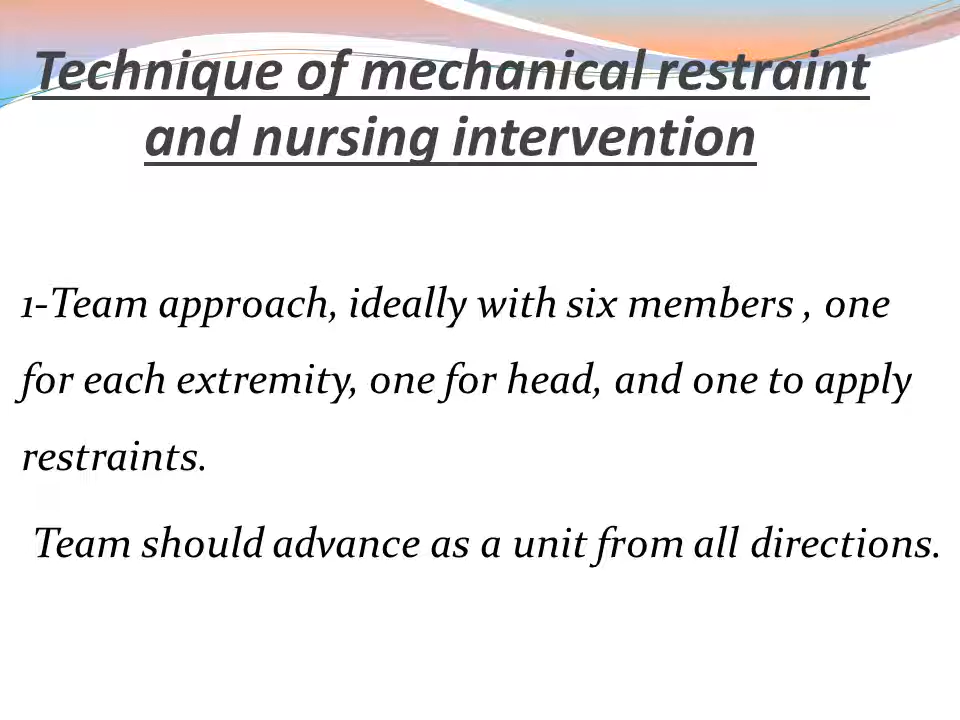 Technique of mechanical restraint
and nursing intervention
1-Team approach, ideally with six members , one
for each extremity, one for head, and one to apply
restraints.
Team should advance as a unit from all directions.